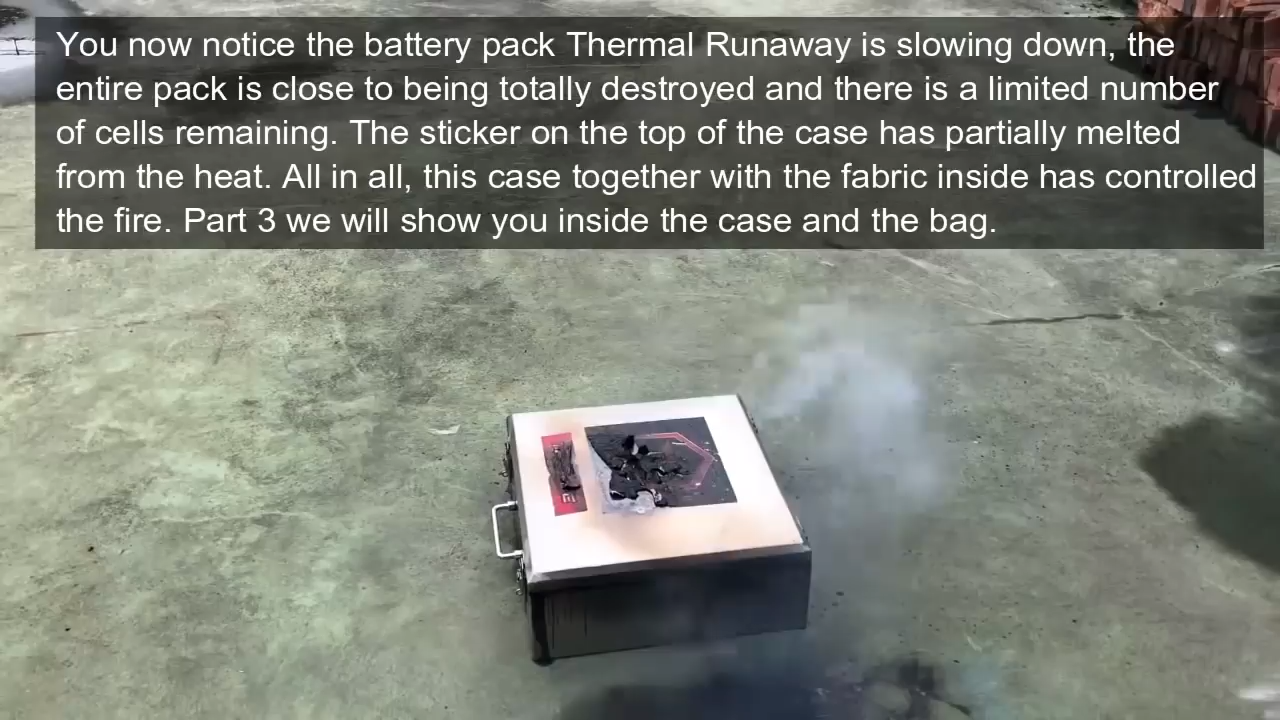 You now notice the battery pack Thermal Runaway is slowing down, the
entire pack is close to being totally destroyed and there is a limited number
of cells remaining. The sticker on the top of the case has partially melted
from the heat. All in all, this case together with the fabric inside has controlled
the fire. Part 3 we will show you inside the case and the bag.